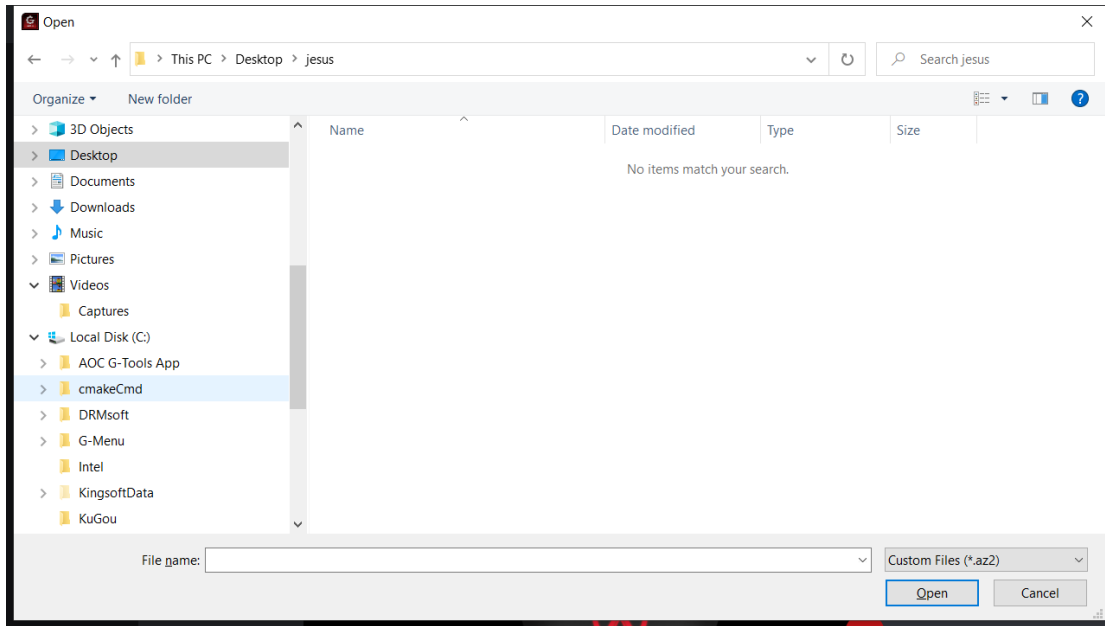 Open
This PC > Desktop > jesus
Search jesus
Organize
New folder
Name
Date modified
Type
Size
No items match your search.
3D Objects
Desktop
Documents
Downloads
Music
Pictures
Videos
Captures
Local Disk (C:)
AOC G-Tools App
cmakeCmd
DRMsoft
G-Menu
Intel
KingsoftData
KuGou
File name:
Custom Files (*.az2)
Open
Cancel